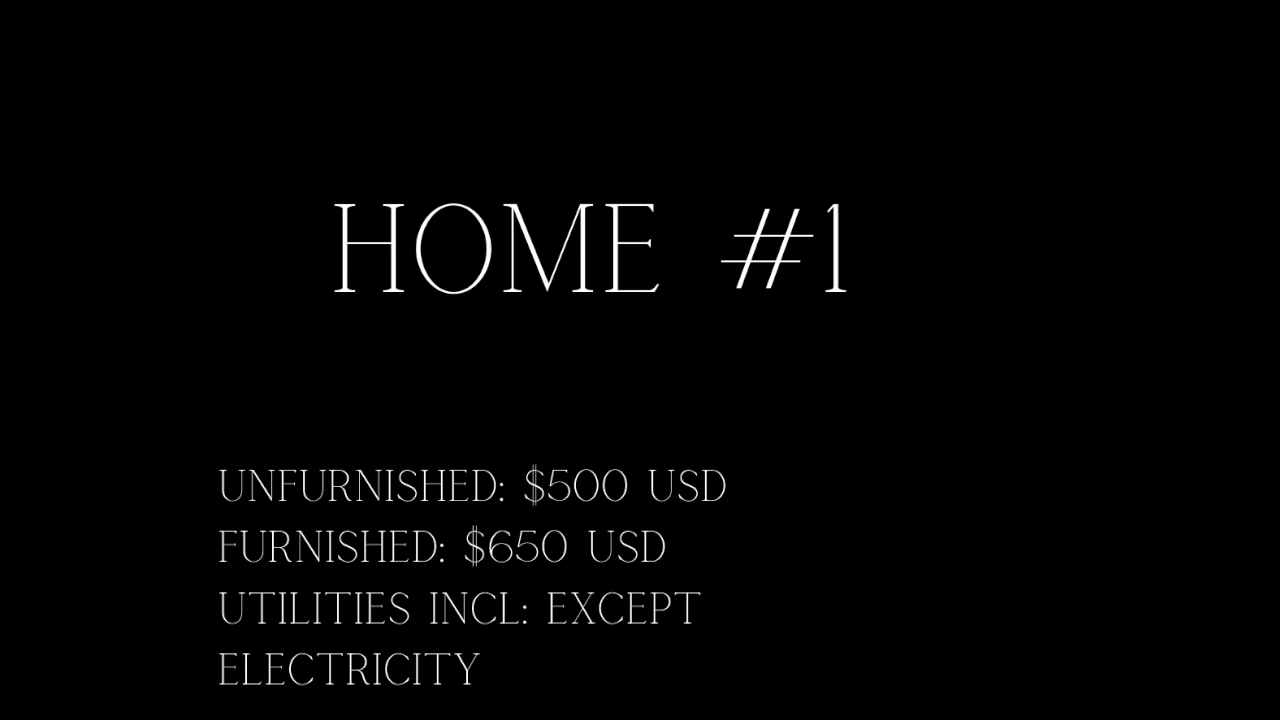 HOME #1
UNFURNISHED: $500 USD
FURNISHED: $650 USD
UTILITIES INCL: EXCEPT
ELECTRICITY